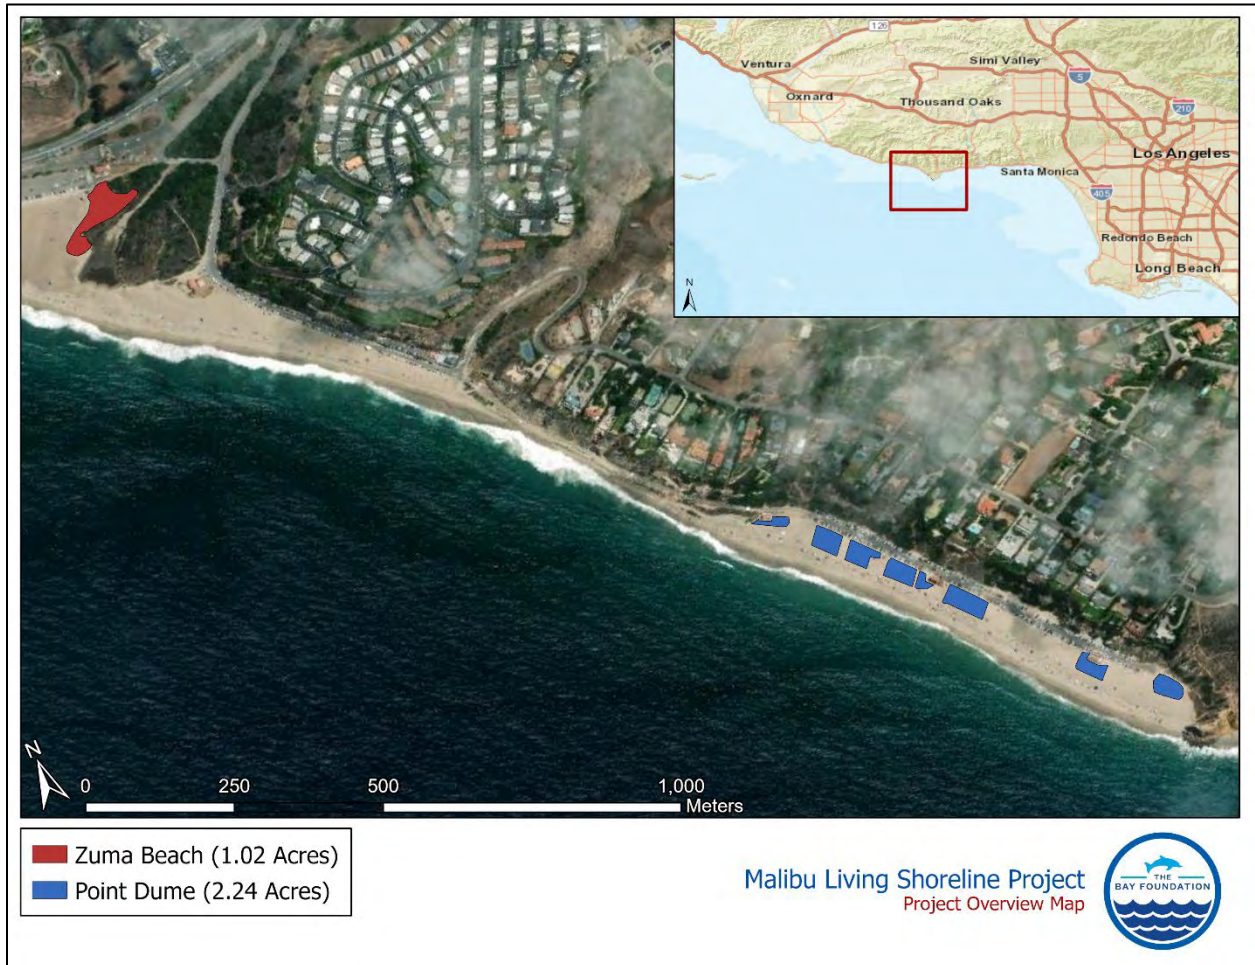 126
Ventura
Simi Valley
5
Oxnard
Thousand Oaks
210
Los Angeles
Santa Monica
405
Redondo Beach
Long Beach
N
N
0 250 500 1,000
Meters
Zuma Beach (1.02 Acres)
Point Dume (2.24 Acres)
Malibu Living Shoreline Project
Project Overview Map
THE
BAY FOUNDATION